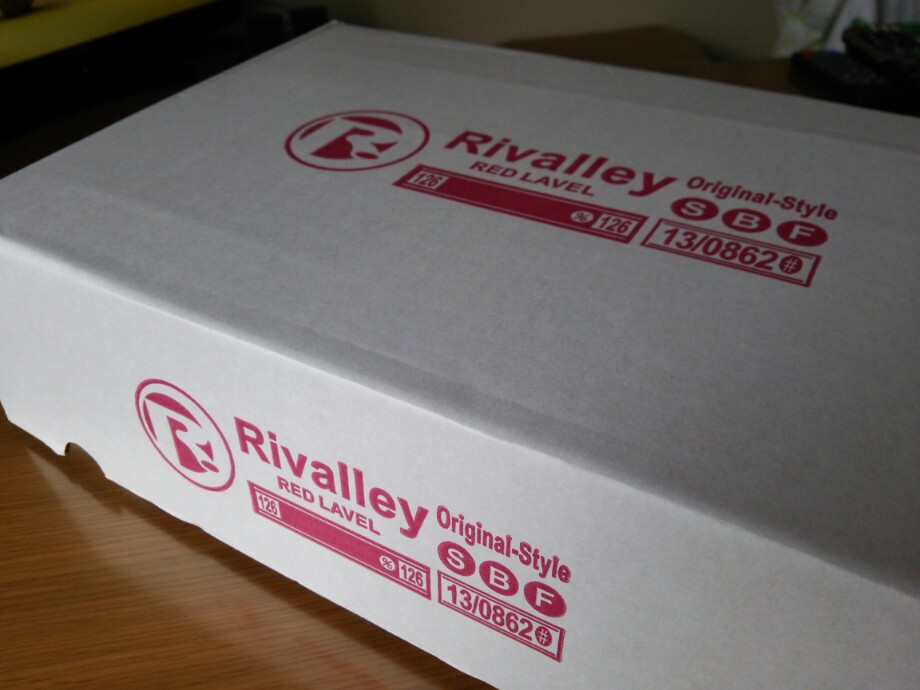 Rivalley Original-Style
RED LAVEL S B F
126 % 126 13/0862#
Rivalley Original-Style
RED LAVEL S B F
126 % 126 13/0862#